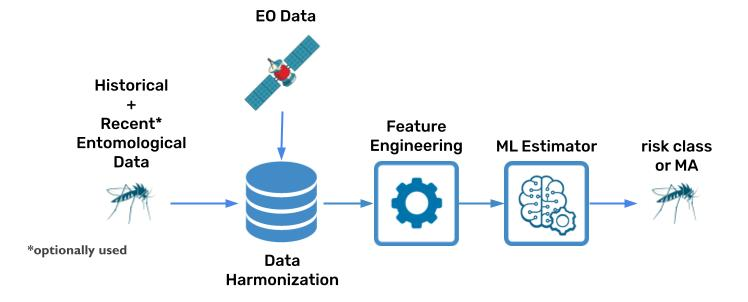 EO Data
Historical
+
Recent*
Entomological
Data
Feature
Engineering
ML Estimator
risk class
or MA
*optionally used
Data
Harmonization